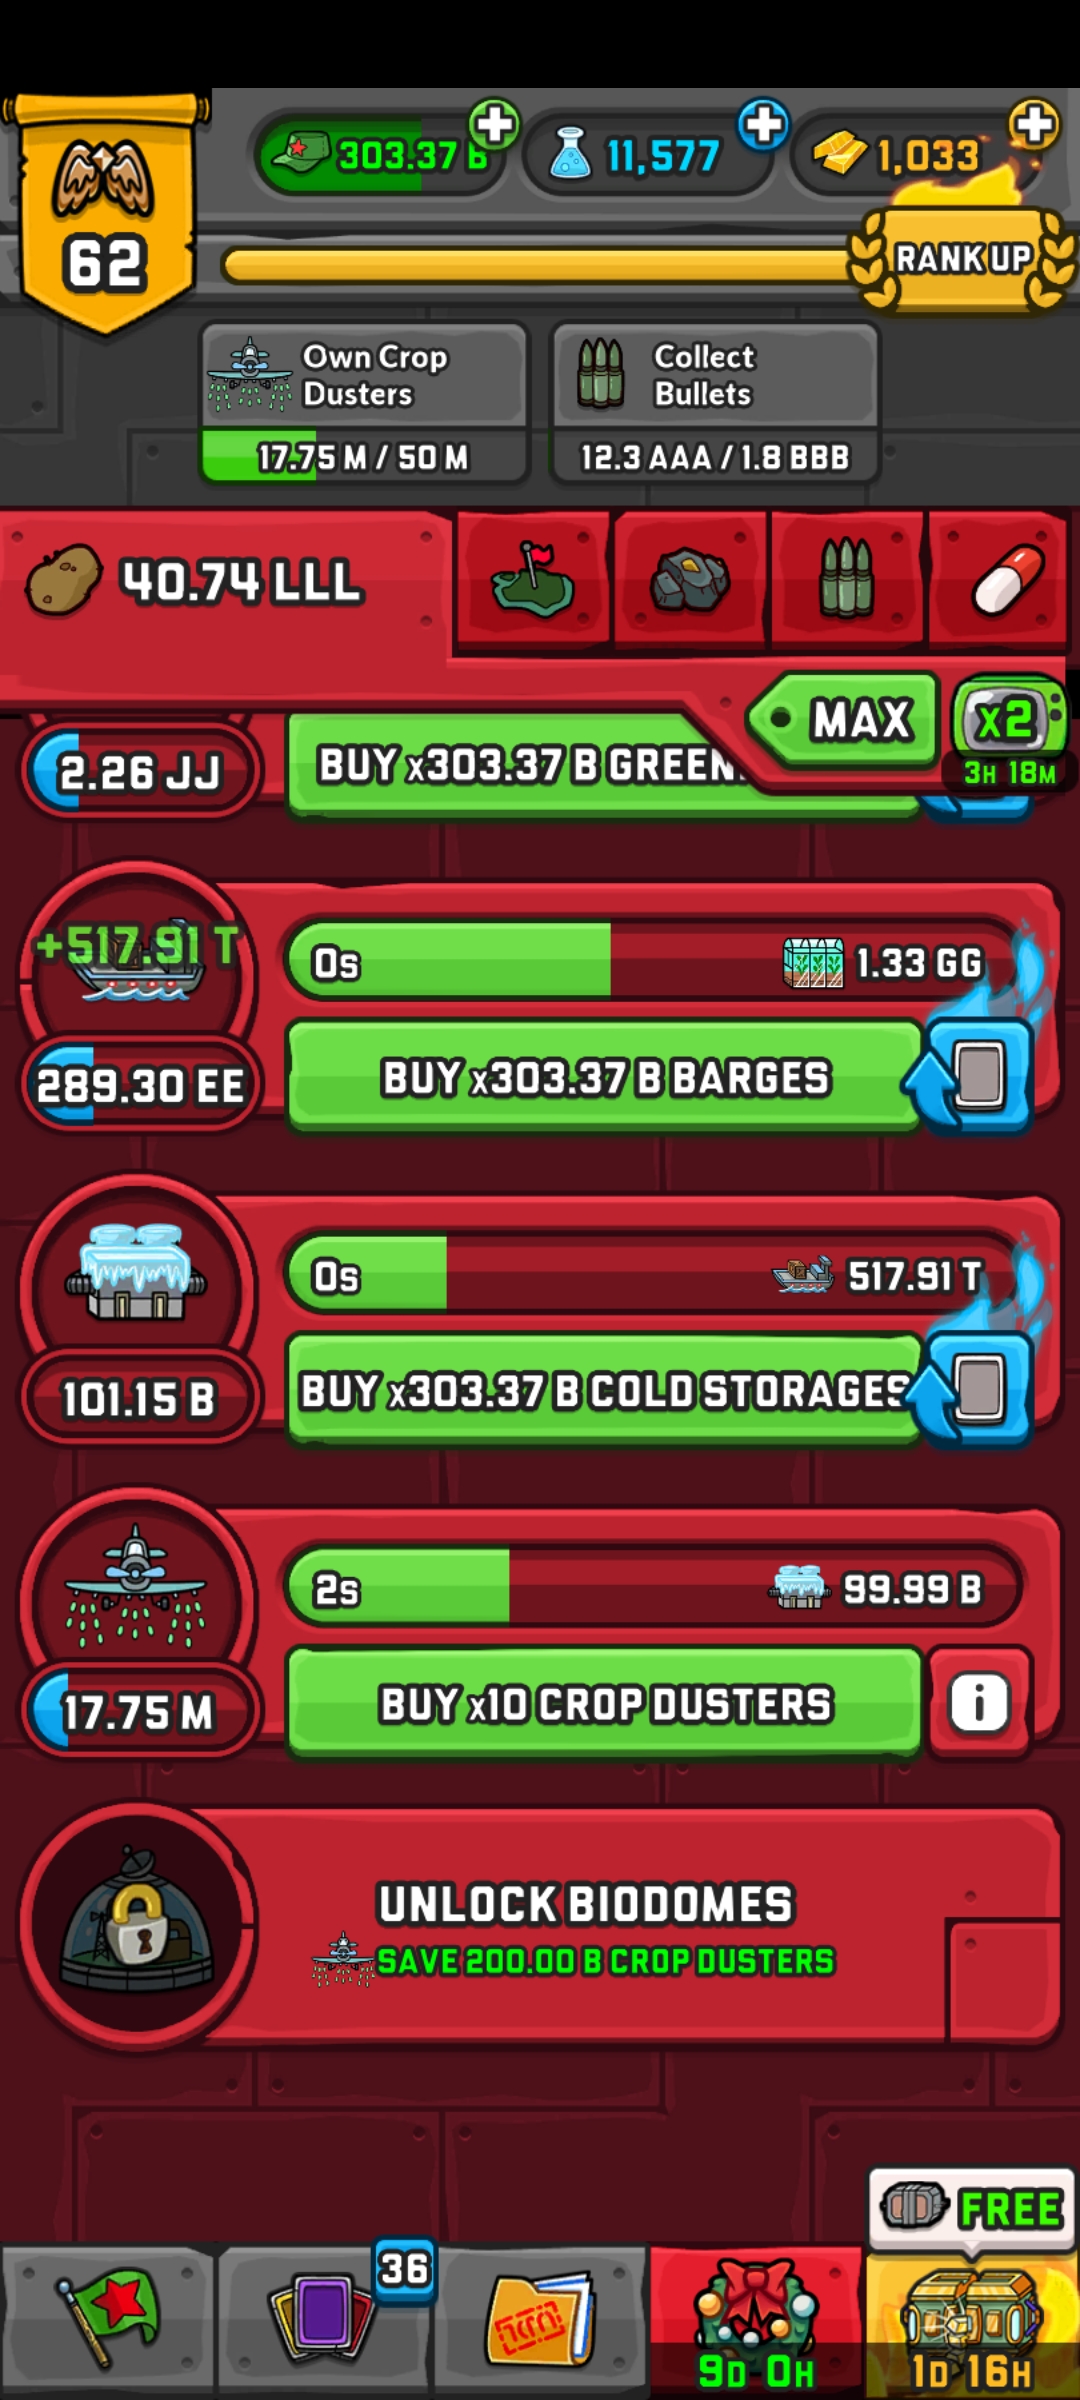 303.37 B
11,577
1,033
62
RANK UP
Own Crop
Dusters
17.75 M / 50 M
Collect
Bullets
12.3 AAA / 1.8 BBB
40.74 LLL
MAX
x2
3H 18M
2.26 JJ
BUY x303.37 B GREEN
+517.91 T
0s
1.33 GG
289.30 EE
BUY x303.37 B BARGES
0s
517.91 T
101.15 B
BUY x303.37 B COLD STORAGES
2s
99.99 B
17.75 M
BUY x10 CROP DUSTERS
i
UNLOCK BIODOMES
SAVE 200.00 B CROP DUSTERS
FREE
36
9D 0H
1D 16H